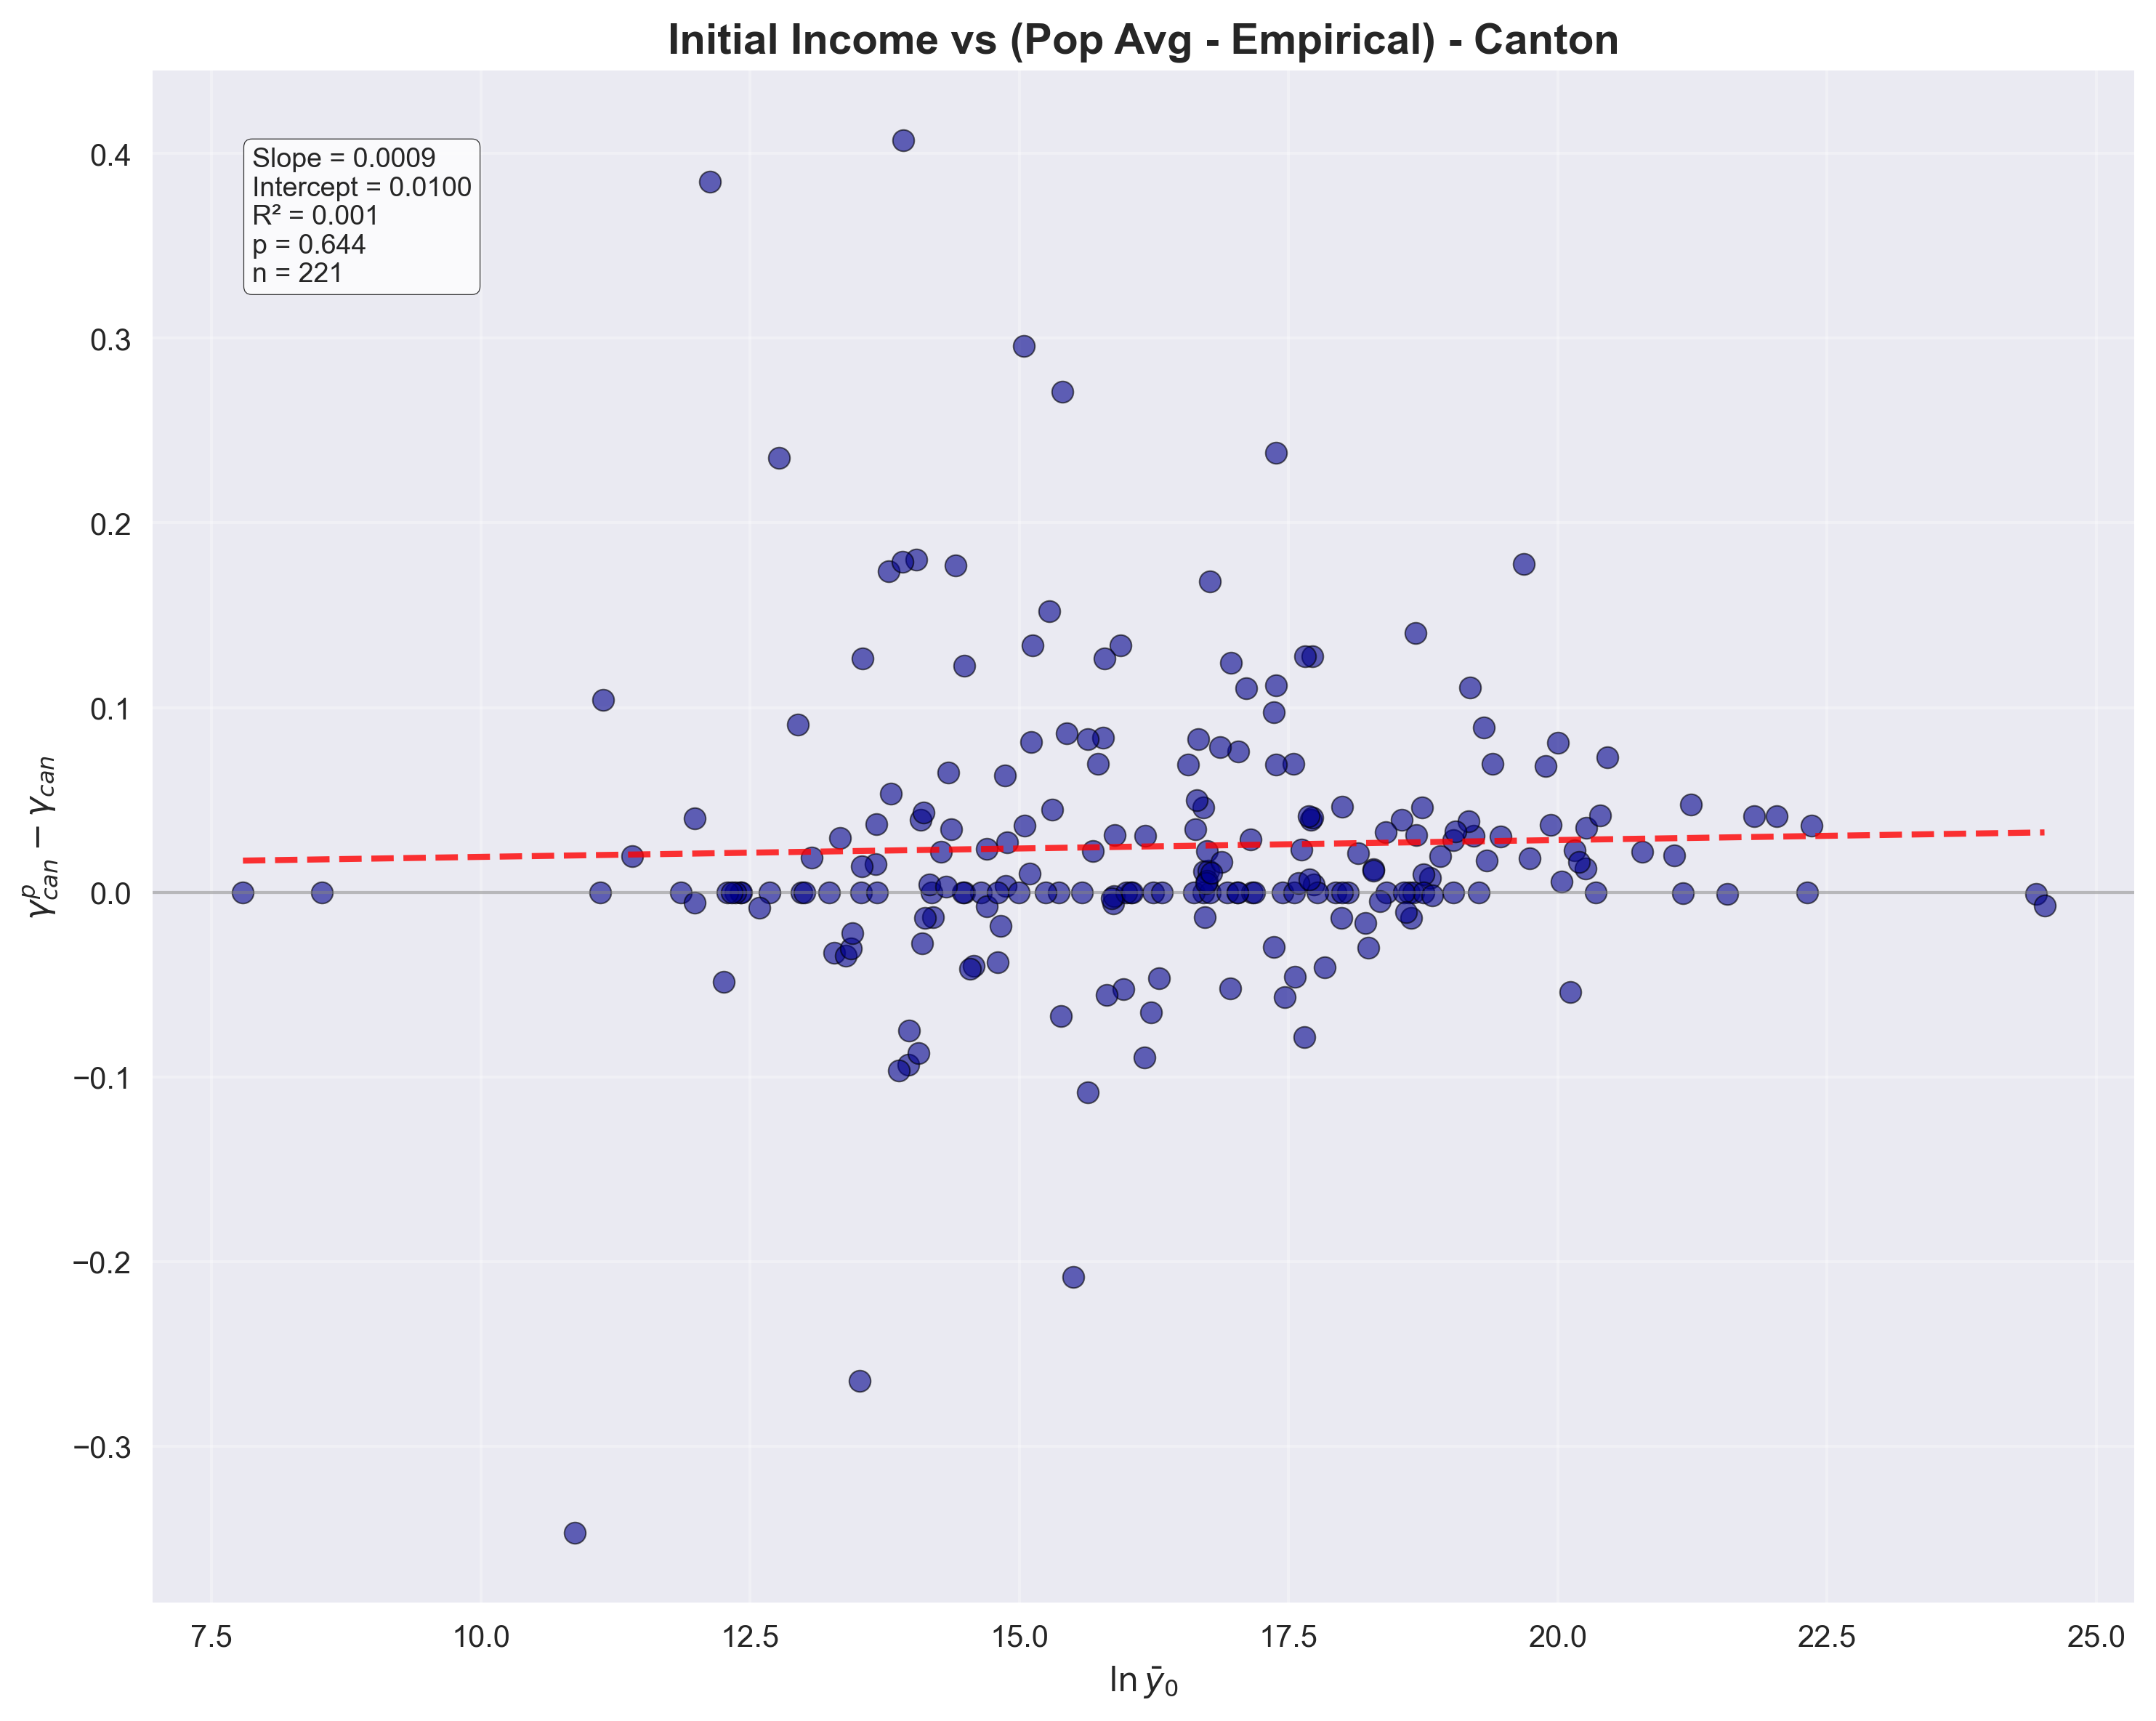 Initial Income vs (Pop Avg - Empirical) - Canton
Slope = 0.0009
Intercept = 0.0100
R² = 0.001
p = 0.644
n = 221
0.4
0.3
0.2
0.1
0.0
−0.1
−0.2
−0.3
γ^p_can − γ_can
7.5 10.0 12.5 15.0 17.5 20.0 22.5 25.0
ln ȳ₀